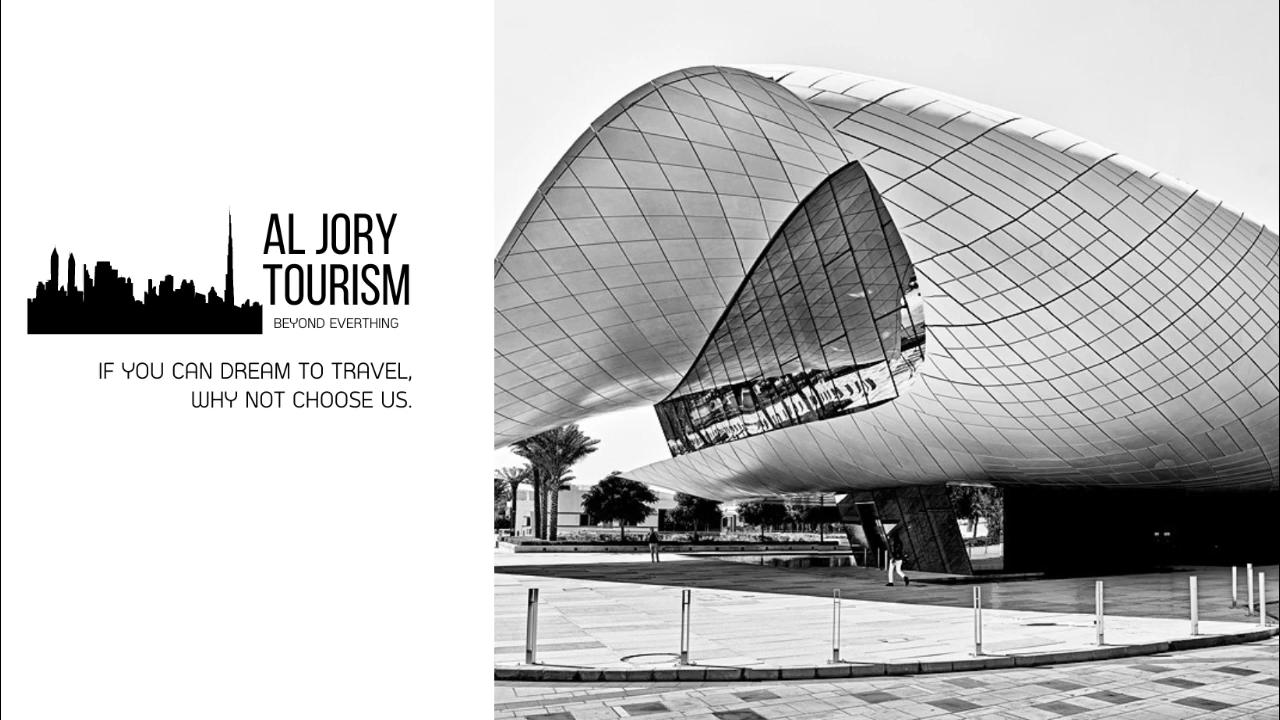 AL JORY
TOURISM
BEYOND EVERTHING
IF YOU CAN DREAM TO TRAVEL,
WHY NOT CHOOSE US.